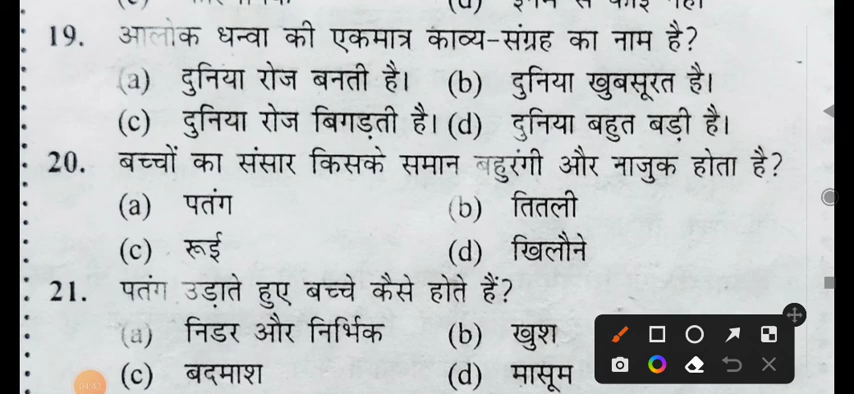 19. आलोक धन्वा की एकमात्र काव्य-संग्रह का नाम है?
(a) दुनिया रोज बनती है। (b) दुनिया खुबसूरत है।
(c) दुनिया रोज बिगड़ती है। (d) दुनिया बहुत बड़ी है।
20. बच्चों का संसार किसके समान बहुरंगी और नाजुक होता है?
(a) पतंग (b) तितली
(c) रूई (d) खिलौने
21. पतंग उड़ाते हुए बच्चे कैसे होते हैं?
(a) निडर और निर्भिक (b) खुश
(c) बदमाश (d) मासूम